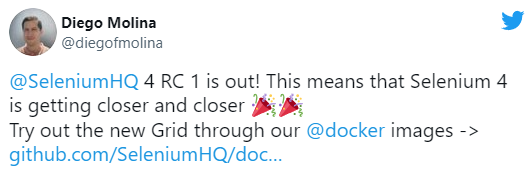 Diego Molina
@diegofmolina
@SeleniumHQ 4 RC 1 is out! This means that Selenium 4
is getting closer and closer 🎉🎉
Try out the new Grid through our @docker images ->
github.com/SeleniumHQ/doc...